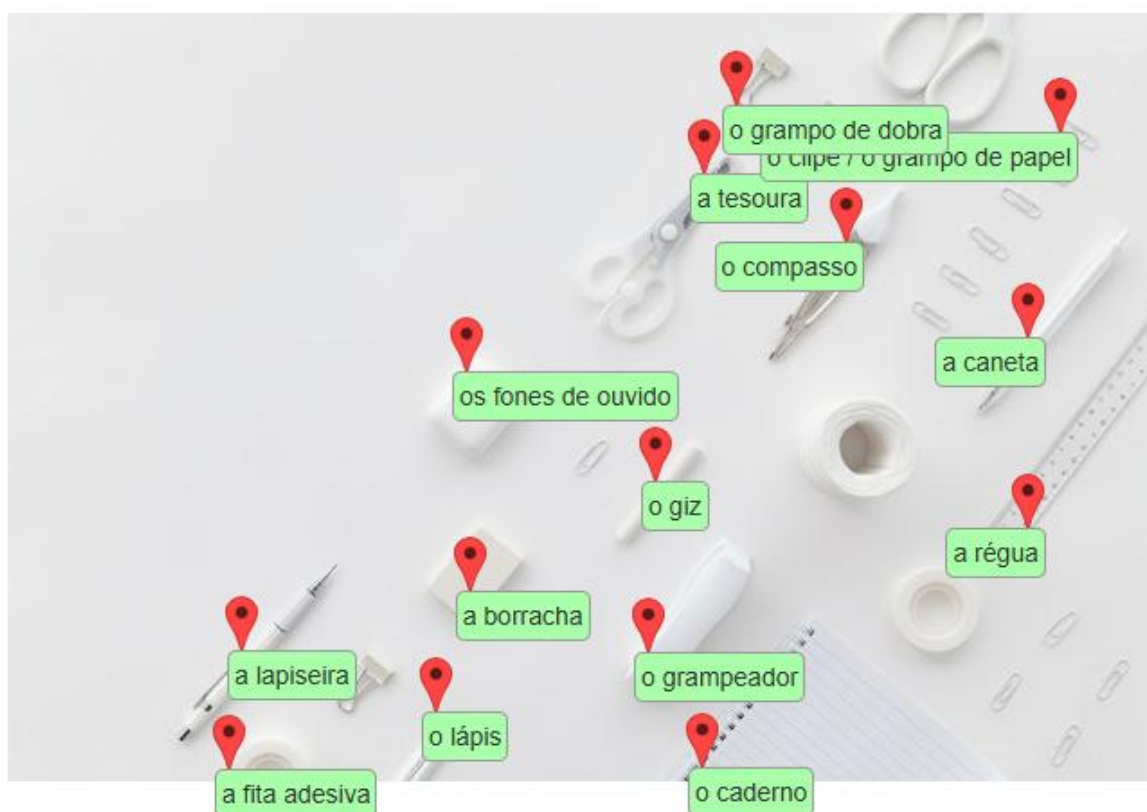 o grampo de dobra
o clipe / o grampo de papel
a tesoura
o compasso
a caneta
os fones de ouvido
o giz
a régua
a borracha
a lapiseira
o grampeador
o lápis
a fita adesiva
o caderno